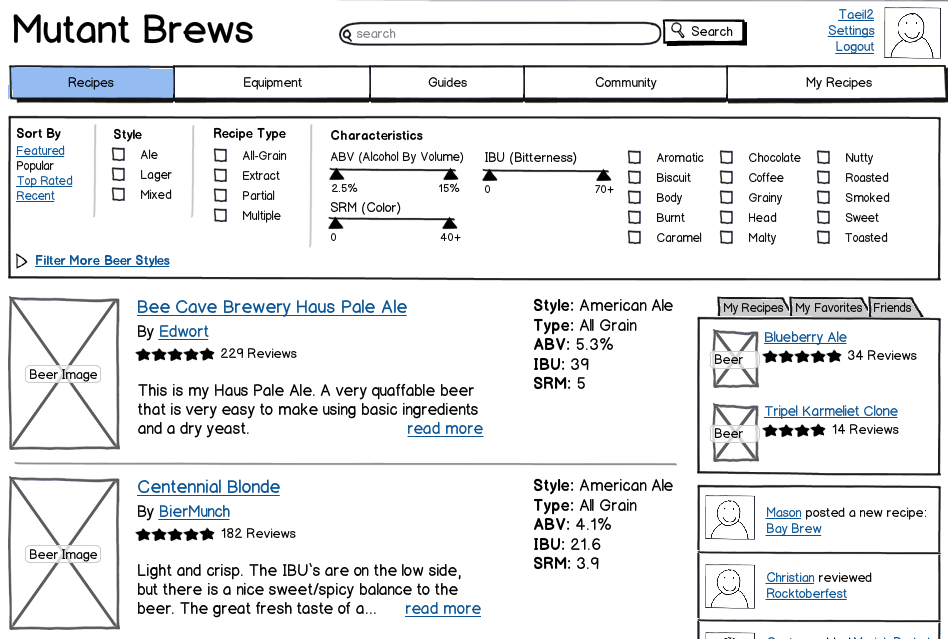 Mutant Brews
search
Search
Taeil2
Settings
Logout
Recipes
Equipment
Guides
Community
My Recipes
Sort By
Featured
Popular
Top Rated
Recent
Style
Ale
Lager
Mixed
Recipe Type
All-Grain
Extract
Partial
Multiple
Characteristics
ABV (Alcohol By Volume)
2.5% 15%
SRM (Color)
0 40+
IBU (Bitterness)
0 70+
Aromatic
Biscuit
Body
Burnt
Caramel
Chocolate
Coffee
Grainy
Head
Malty
Nutty
Roasted
Smoked
Sweet
Toasted
Filter More Beer Styles
Beer Image
Bee Cave Brewery Haus Pale Ale
By Edwort
229 Reviews
This is my Haus Pale Ale. A very quaffable beer
that is very easy to make using basic ingredients
and a dry yeast. read more
Style: American Ale
Type: All Grain
ABV: 5.3%
IBU: 39
SRM: 5
Beer Image
Centennial Blonde
By BierMunch
182 Reviews
Light and crisp. The IBU`s are on the low side,
but there is a nice sweet/spicy balance to the
beer. The great fresh taste of a... read more
Style: American Ale
Type: All Grain
ABV: 4.1%
IBU: 21.6
SRM: 3.9
My Recipes
My Favorites
Friends
Beer
Blueberry Ale
34 Reviews
Beer
Tripel Karmeliet Clone
14 Reviews
Mason posted a new recipe:
Bay Brew
Christian reviewed
Rocktoberfest